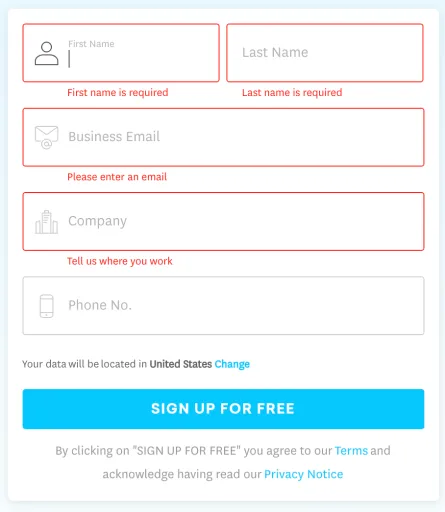 First Name
Last Name
First name is required
Last name is required
Business Email
Please enter an email
Company
Tell us where you work
Phone No.
Your data will be located in United States Change
SIGN UP FOR FREE
By clicking on "SIGN UP FOR FREE" you agree to our Terms and
acknowledge having read our Privacy Notice